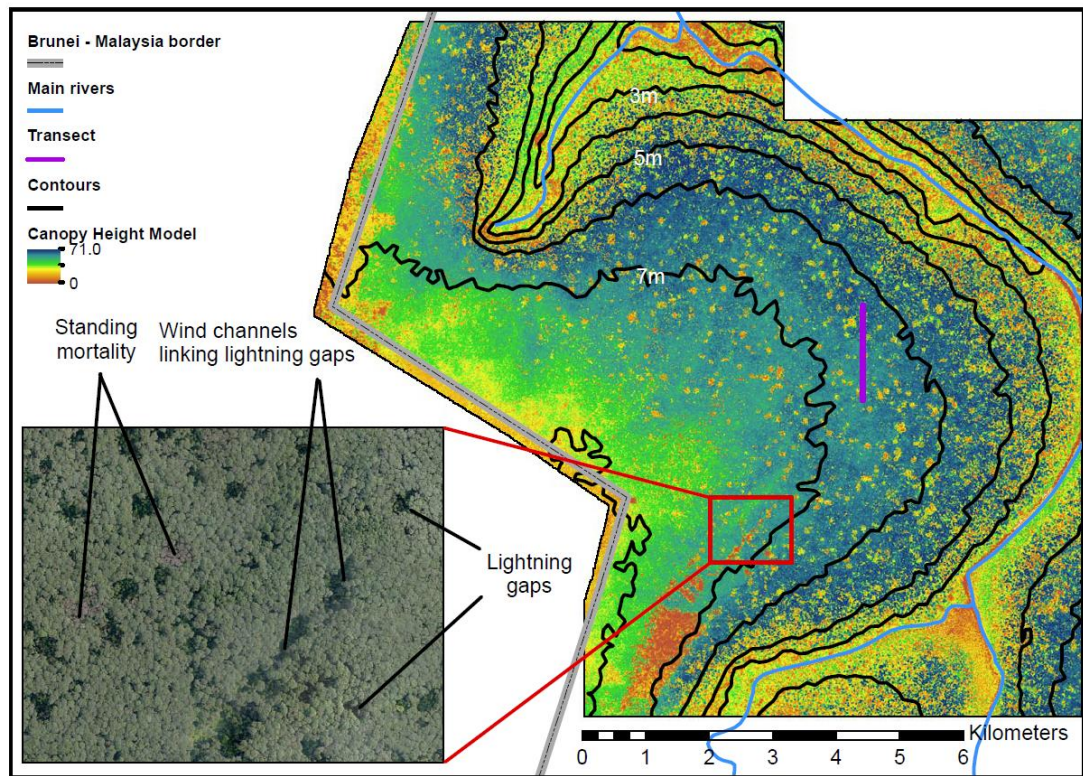 Brunei - Malaysia border
Main rivers
Transect
Contours
Canopy Height Model
71.0
0
Standing
mortality
Wind channels
linking lightning gaps
3m
5m
7m
Lightning
gaps
Kilometers
0 1 2 3 4 5 6